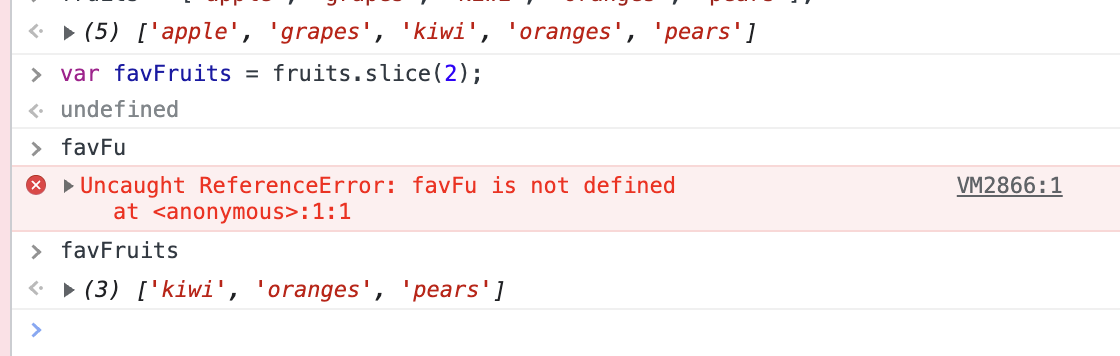 (5) ['apple', 'grapes', 'kiwi', 'oranges', 'pears']
var favFruits = fruits.slice(2);
undefined
favFu
Uncaught ReferenceError: favFu is not defined VM2866:1
at <anonymous>:1:1
favFruits
(3) ['kiwi', 'oranges', 'pears']